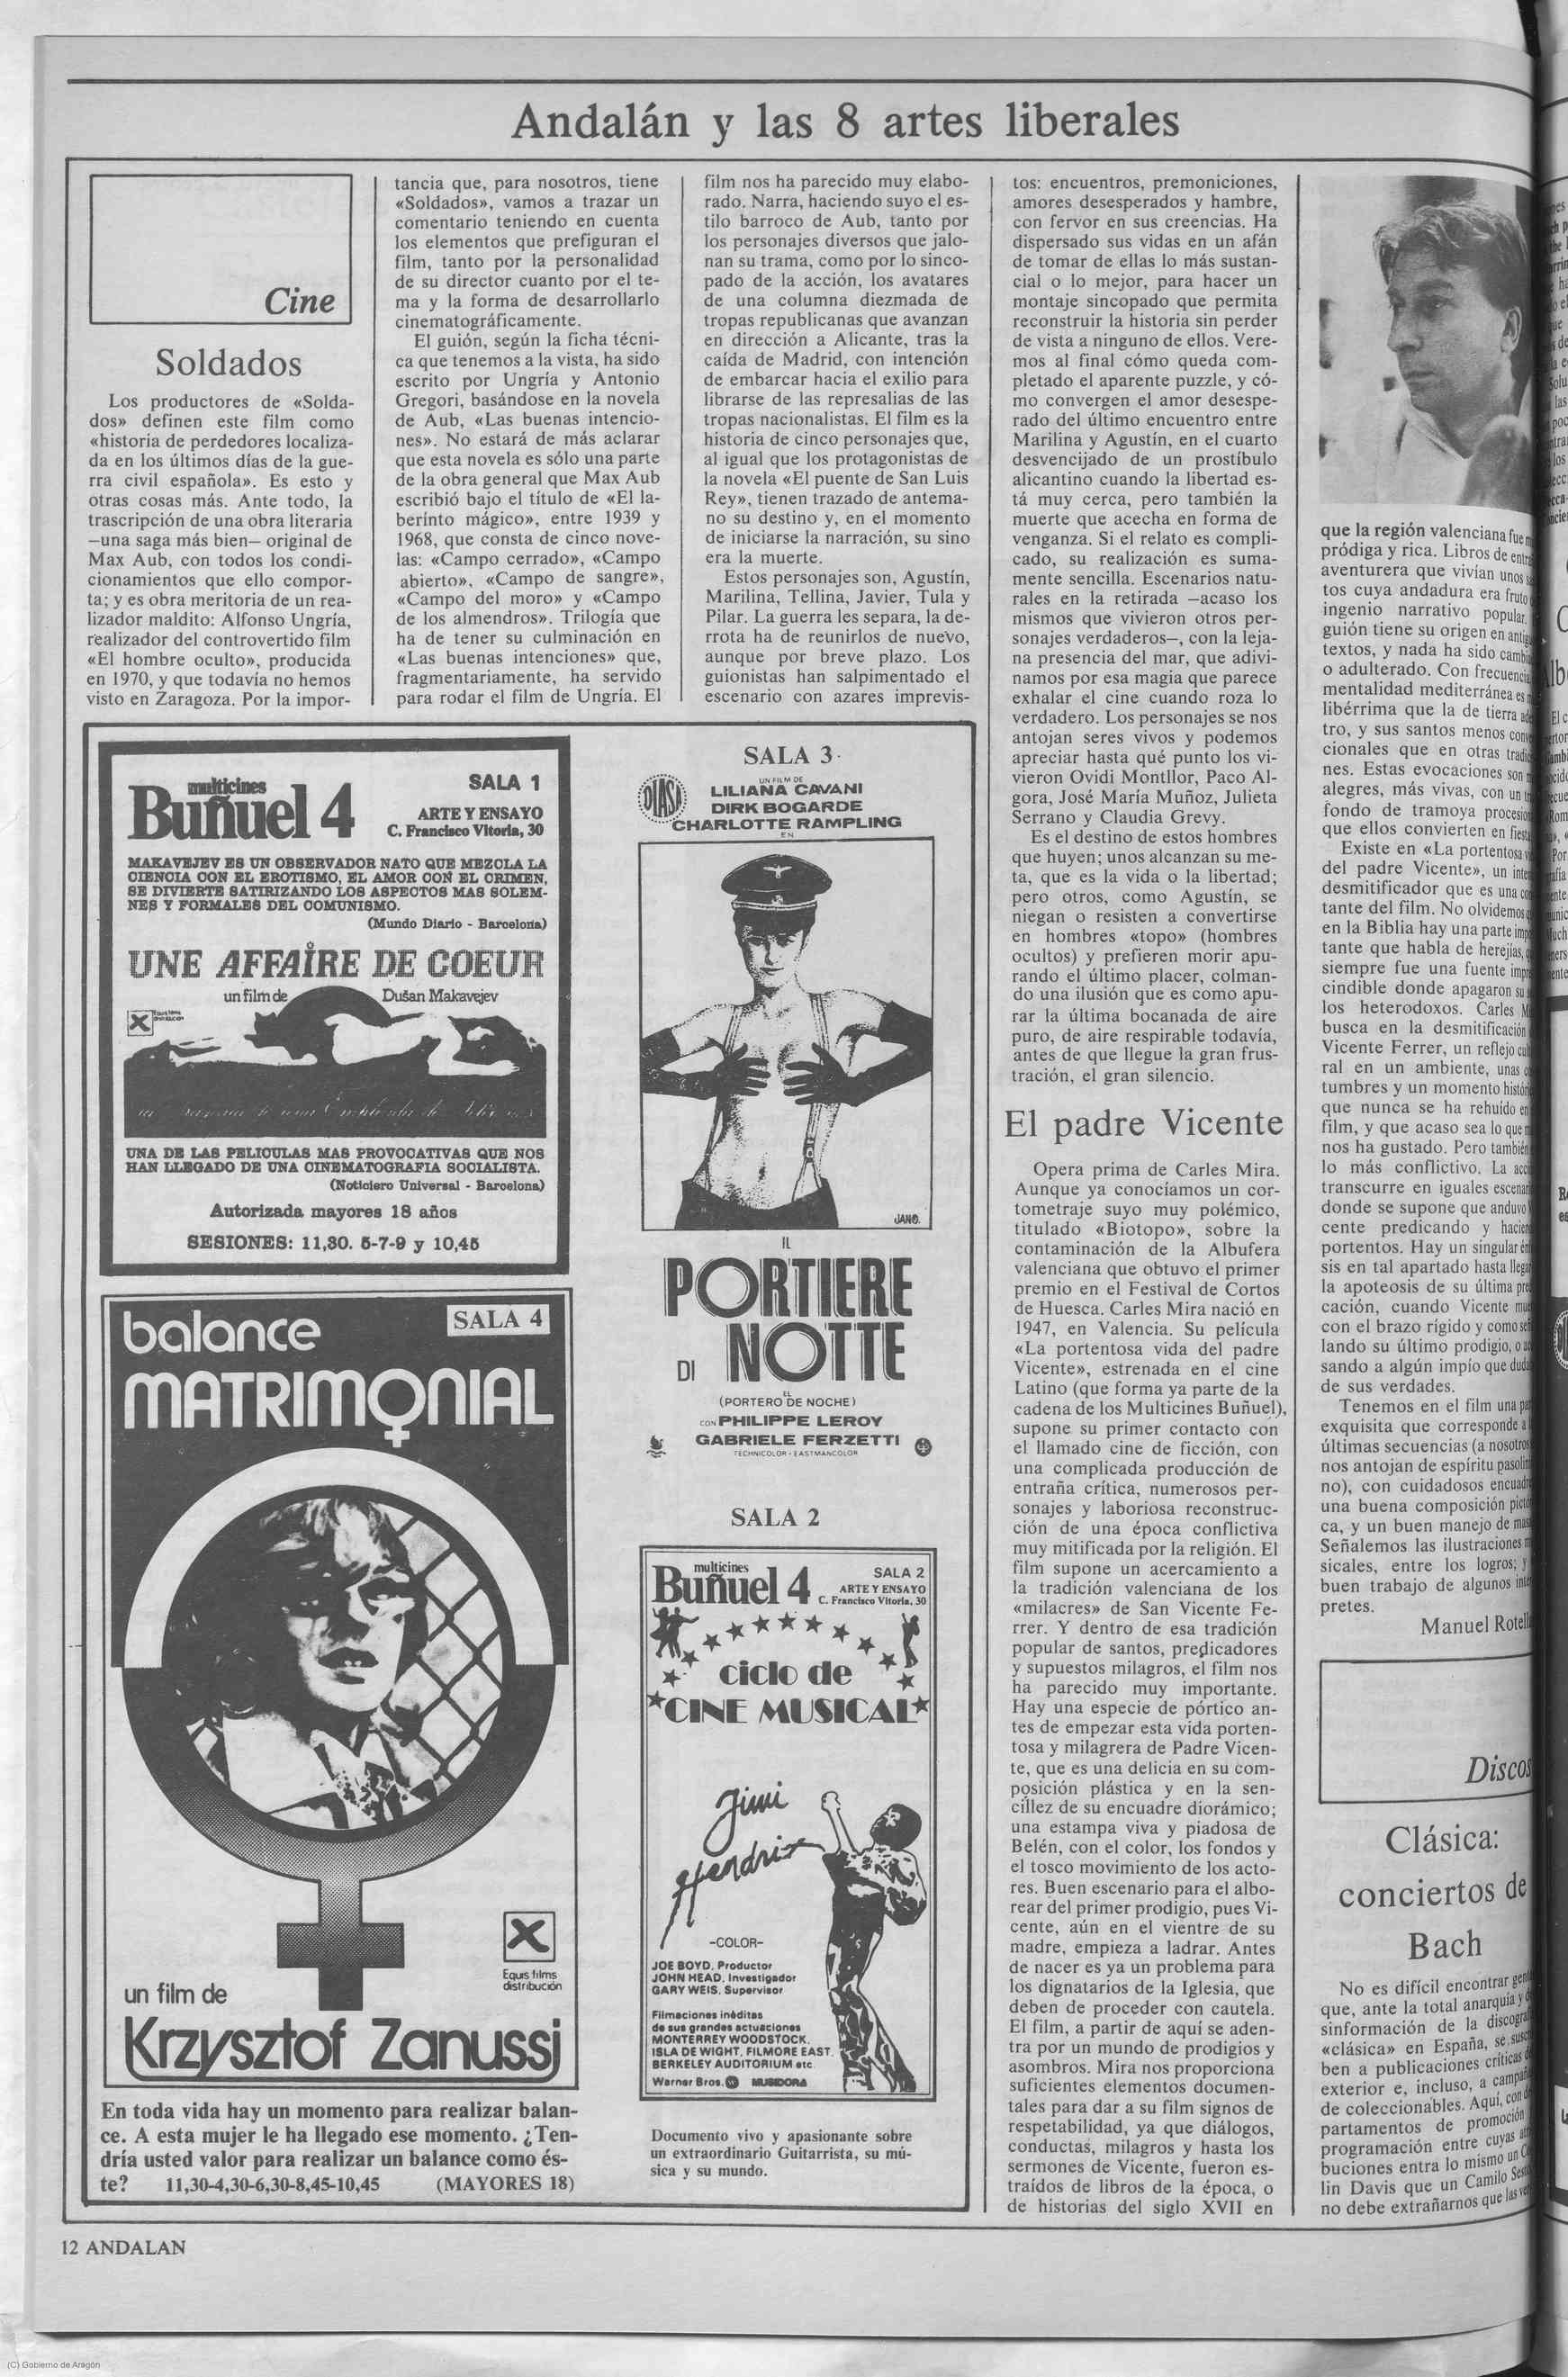 Andalán y las 8 artes liberales
Cine
Soldados
Los productores de «Solda-
dos» definen este film como
«historia de perdedores localiza-
da en los últimos días de la gue-
rra civil española». Es esto y
otras cosas más. Ante todo, la
trascripción de una obra literaria
—una saga más bien— original de
Max Aub, con todos los condi-
cionamientos que ello compor-
ta; y es obra meritoria de un rea-
lizador maldito: Alfonso Ungría,
realizador del controvertido film
«El hombre oculto», producida
en 1970, y que todavía no hemos
visto en Zaragoza. Por la impor-
tancia que, para nosotros, tiene
«Soldados», vamos a trazar un
comentario teniendo en cuenta
los elementos que prefiguran el
film, tanto por la personalidad
de su director cuanto por el te-
ma y la forma de desarrollarlo
cinematográficamente.
El guión, según la ficha técni-
ca que tenemos a la vista, ha sido
escrito por Ungría y Antonio
Gregori, basándose en la novela
de Aub, «Las buenas intencio-
nes». No estará de más aclarar
que esta novela es sólo una parte
de la obra general que Max Aub
escribió bajo el título de «El la-
berinto mágico», entre 1939 y
1968, que consta de cinco nove-
las: «Campo cerrado», «Campo
abierto», «Campo de sangre»,
«Campo del moro» y «Campo
de los almendros». Trilogía que
ha de tener su culminación en
«Las buenas intenciones» que,
fragmentariamente, ha servido
para rodar el film de Ungría. El
film nos ha parecido muy elabo-
rado. Narra, haciendo suyo el es-
tilo barroco de Aub, tanto por
los personajes diversos que jalo-
nan su trama, como por lo sinco-
pado de la acción, los avatares
de una columna diezmada de
tropas republicanas que avanzan
en dirección a Alicante, tras la
caída de Madrid, con intención
de embarcar hacia el exilio para
librarse de las represalias de las
tropas nacionalistas. El film es la
historia de cinco personajes que,
al igual que los protagonistas de
la novela «El puente de San Luis
Rey», tienen trazado de antema-
no su destino y, en el momento
de iniciarse la narración, su sino
era la muerte.
Estos personajes son, Agustín,
Marilina, Tellina, Javier, Tula y
Pilar. La guerra les separa, la de-
rrota ha de reunirlos de nuevo,
aunque por breve plazo. Los
guionistas han salpimentado el
escenario con azares imprevis-
tos: encuentros, premoniciones,
amores desesperados y hambre,
con fervor en sus creencias. Ha
dispersado sus vidas en un afán
de tomar de ellas lo más sustan-
cial o lo mejor, para hacer un
montaje sincopado que permita
reconstruir la historia sin perder
de vista a ninguno de ellos. Vere-
mos al final cómo queda com-
pletado el aparente puzzle, y có-
mo convergen el amor desespe-
rado del último encuentro entre
Marilina y Agustín, en el cuarto
desvencijado de un prostíbulo
alicantino cuando la libertad es-
tá muy cerca, pero también la
muerte que acecha en forma de
venganza. Si el relato es compli-
cado, su realización es suma-
mente sencilla. Escenarios natu-
rales en la retirada —acaso los
mismos que vivieron otros per-
sonajes verdaderos—, con la leja-
na presencia del mar, que adivi-
namos por esa magia que parece
exhalar el cine cuando roza lo
verdadero. Los personajes se nos
antojan seres vivos y podemos
apreciar hasta qué punto los vi-
vieron Ovidi Montllor, Paco Al-
gora, José María Muñoz, Julieta
Serrano y Claudia Grevy.
Es el destino de estos hombres
que huyen; unos alcanzan su me-
ta, que es la vida o la libertad;
pero otros, como Agustín, se
niegan o resisten a convertirse
en hombres «topo» (hombres
ocultos) y prefieren morir apu-
rando el último placer, colman-
do una ilusión que es como apu-
rar la última bocanada de aire
puro, de aire respirable todavía,
antes de que llegue la gran frus-
tración, el gran silencio.
El padre Vicente
Opera prima de Carles Mira.
Aunque ya conocíamos un cor-
tometraje suyo muy polémico,
titulado «Biotopo», sobre la
contaminación de la Albufera
valenciana que obtuvo el primer
premio en el Festival de Cortos
de Huesca. Carles Mira nació en
1947, en Valencia. Su película
«La portentosa vida del padre
Vicente», estrenada en el cine
Latino (que forma ya parte de la
cadena de los Multicines Buñuel),
supone su primer contacto con
el llamado cine de ficción, con
una complicada producción de
entraña crítica, numerosos per-
sonajes y laboriosa reconstruc-
ción de una época conflictiva
muy mitificada por la religión. El
film supone un acercamiento a
la tradición valenciana de los
«milacres» de San Vicente Fe-
rrer. Y dentro de esa tradición
popular de santos, predicadores
y supuestos milagros, el film nos
ha parecido muy importante.
Hay una especie de pórtico an-
tes de empezar esta vida porten-
tosa y milagrera de Padre Vicen-
te, que es una delicia en su com-
posición plástica y en la sen-
cillez de su encuadre diorámico;
una estampa viva y piadosa de
Belén, con el color, los fondos y
el tosco movimiento de los acto-
res. Buen escenario para el albo-
rear del primer prodigio, pues Vi-
cente, aún en el vientre de su
madre, empieza a ladrar. Antes
de nacer es ya un problema para
los dignatarios de la Iglesia, que
deben de proceder con cautela.
El film, a partir de aquí se aden-
tra por un mundo de prodigios y
asombros. Mira nos proporciona
suficientes elementos documen-
tales para dar a su film signos de
respetabilidad, ya que diálogos,
conductas, milagros y hasta los
sermones de Vicente, fueron es-
traídos de libros de la época, o
de historias del siglo XVII en
que la región valenciana fue
pródiga y rica. Libros de
aventurera que vivían unos
tos cuya andadura era fruto
ingenio narrativo popular.
guión tiene su origen en
textos, y nada ha sido
o adulterado. Con frecuencia
mentalidad mediterránea es
libérrima que la de tierra
tro, y sus santos menos
cionales que en otras
nes. Estas evocaciones son
alegres, más vivas, con un
fondo de tramoya
que ellos convierten en fiesta
Existe en «La portentosa
del padre Vicente», un
desmitificador que es una
tante del film. No olvidemos
en la Biblia hay una parte
tante que habla de herejías,
siempre fue una fuente
cindible donde apagaron su
los heterodoxos. Carles
busca en la desmitificación
Vicente Ferrer, un reflejo
ral en un ambiente, unas
tumbres y un momento
que nunca se ha rehuído en
film, y que acaso sea lo que
nos ha gustado. Pero también
lo más conflictivo. La
transcurre en iguales
donde se supone que anduvo
cente predicando y
portentos. Hay un singular
sis en tal apartado hasta
la apoteosis de su última
cación, cuando Vicente
con el brazo rígido y como
lando su último prodigio, o
sando a algún impío que
de sus verdades.
Tenemos en el film una
exquisita que corresponde a
últimas secuencias (a nosotros
nos antojan de espíritu
no), con cuidadosos
una buena composición
ca, y un buen manejo de
Señalemos las ilustraciones
sicales, entre los logros; y
buen trabajo de algunos
pretes.
Manuel
Discos
Clásica:
conciertos de
Bach
No es difícil encontrar
que, ante la total anarquía y
sinformación de la
«clásica» en España, se
ben a publicaciones críticas
exterior e, incluso, a
de coleccionables. Aquí, con
partamentos de promoción
programación entre cuyas
buciones entra lo mismo un
lin Davis que un Camilo
no debe extrañarnos que las
multicines
Buñuel 4
SALA 1
ARTE Y ENSAYO
C. Francisco Vitoria, 30
MAKAVEJEV ES UN OBSERVADOR NATO QUE MEZCLA LA
CIENCIA CON EL EROTISMO, EL AMOR CON EL CRIMEN,
SE DIVIERTE SATIRIZANDO LOS ASPECTOS MAS SOLEM-
NES Y FORMALES DEL COMUNISMO.
(Mundo Diario - Barcelona)
UNE AFFAIRE DE COEUR
un film de Dušan Makavejev
UNA DE LAS PELICULAS MAS PROVOCATIVAS QUE NOS
HAN LLEGADO DE UNA CINEMATOGRAFIA SOCIALISTA.
(Noticiero Universal - Barcelona)
Autorizada mayores 18 años
SESIONES: 11,30. 5-7-9 y 10,45
SALA 3
DIASA
UN FILM DE
LILIANA CAVANI
DIRK BOGARDE
CHARLOTTE RAMPLING
EN
JANO.
IL
PORTIERE
DI NOTTE
(EL PORTERO DE NOCHE)
CON PHILIPPE LEROY
GABRIELE FERZETTI
TECHNICOLOR - EASTMANCOLOR
balance
SALA 4
MATRIMONIAL
Equis films
distribución
un film de
Krzysztof Zanussi
En toda vida hay un momento para realizar balan-
ce. A esta mujer le ha llegado ese momento. ¿Ten-
dría usted valor para realizar un balance como és-
te? 11,30-4,30-6,30-8,45-10,45 (MAYORES 18)
SALA 2
multicines
Buñuel 4
SALA 2
ARTE Y ENSAYO
C. Francisco Vitoria, 30
ciclo de
CINE MUSICAL
Jimi
Hendrix
-COLOR-
JOE BOYD, Productor
JOHN HEAD, Investigador
GARY WEIS, Supervisor
Filmaciones inéditas
de sus grandes actuaciones
MONTERREY WOODSTOCK,
ISLA DE WIGHT, FILMORE EAST,
BERKELEY AUDITORIUM etc
Warner Bros. MUSIDORA
Documento vivo y apasionante sobre
un extraordinario Guitarrista, su mú-
sica y su mundo.
12 ANDALAN
(C) Gobierno de Aragón